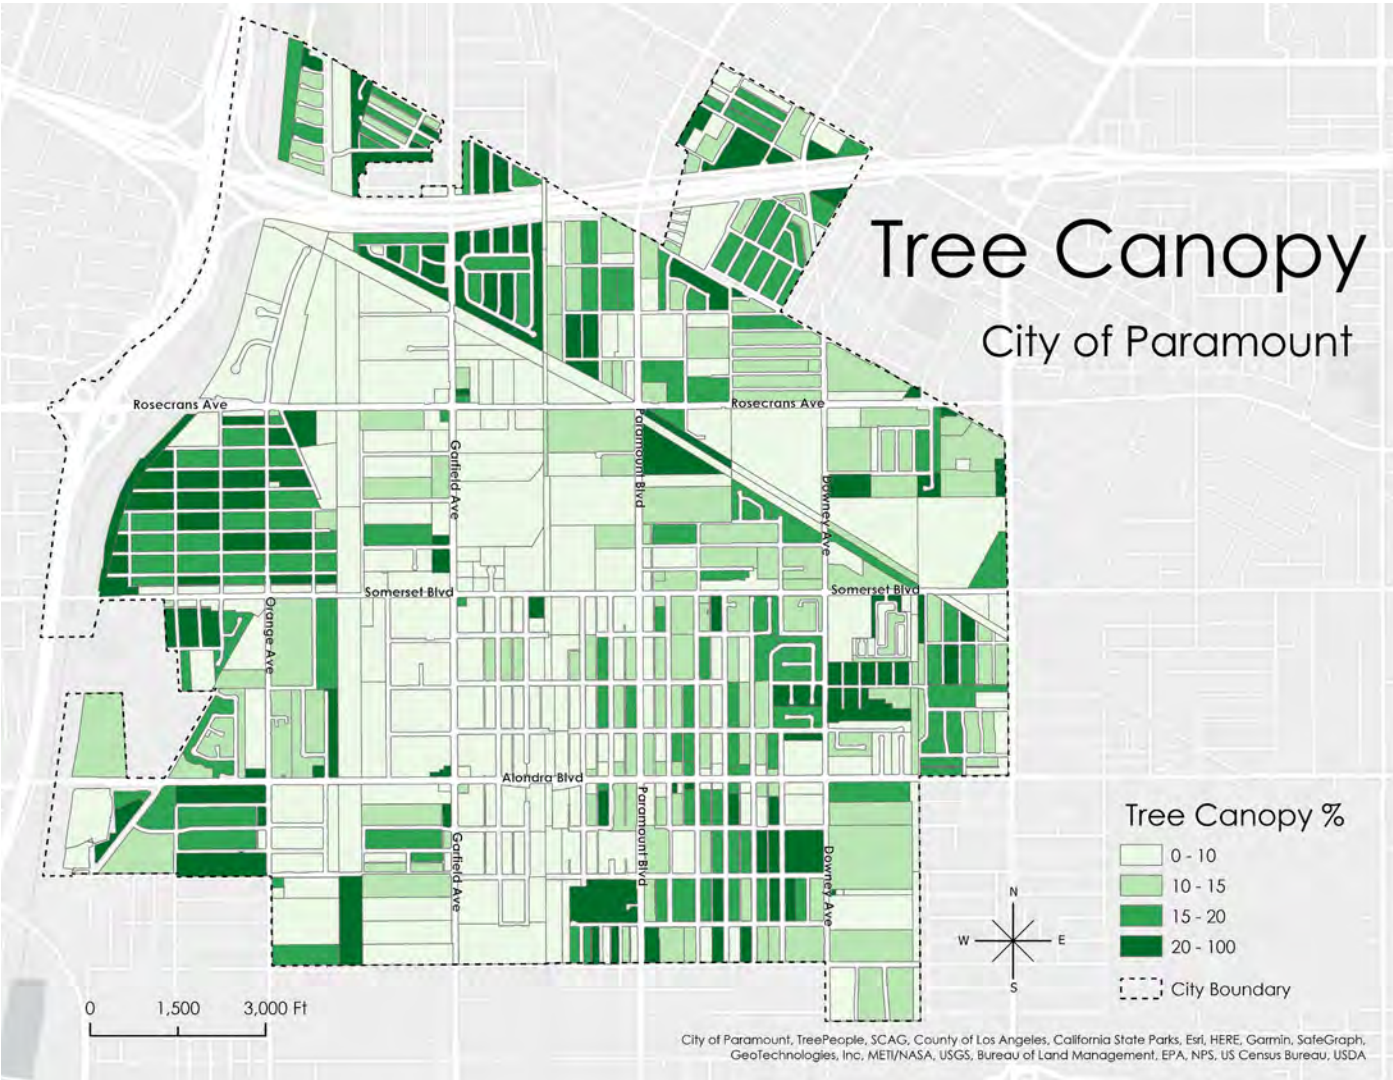 Tree Canopy
City of Paramount
Rosecrans Ave
Rosecrans Ave
Garfield Ave
Paramount Blvd
Downey Ave
Somerset Blvd
Somerset Blvd
Orange Ave
Alondra Blvd
Paramount Blvd
Garfield Ave
Downey Ave
Tree Canopy %
0 - 10
10 - 15
15 - 20
20 - 100
City Boundary
N
W E
S
0 1,500 3,000 Ft
City of Paramount, TreePeople, SCAG, County of Los Angeles, California State Parks, Esri, HERE, Garmin, SafeGraph,
GeoTechnologies, Inc, METI/NASA, USGS, Bureau of Land Management, EPA, NPS, US Census Bureau, USDA